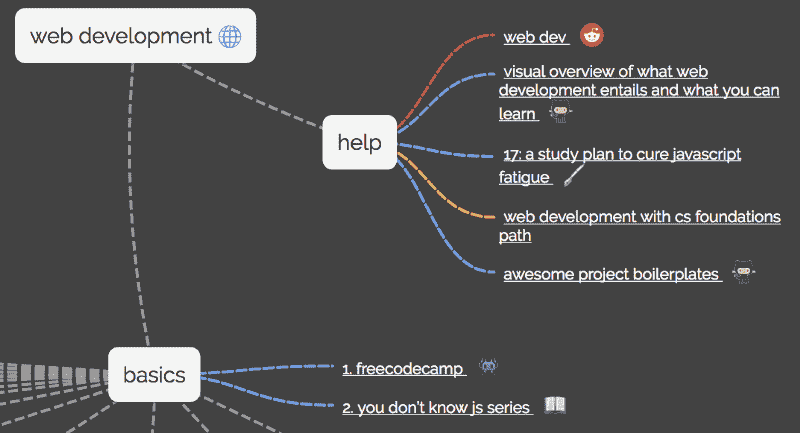 web development
web dev
visual overview of what web
development entails and what you can
learn
help
17: a study plan to cure javascript
fatigue
web development with cs foundations
path
awesome project boilerplates
basics
1. freecodecamp
2. you don't know js series